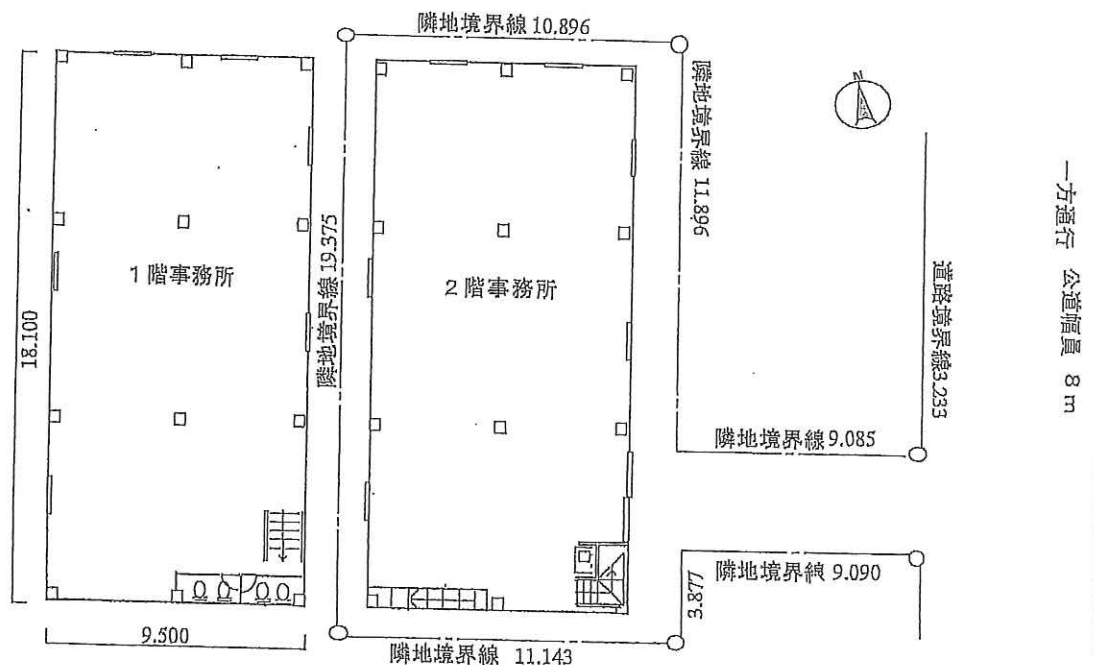 隣地境界線 10.896
隣地境界線 11.896
N
一方通行 公道幅員 8m
1階事務所
隣地境界線 19.375
2階事務所
18.100
道路境界線3.233
隣地境界線 9.085
隣地境界線 9.090
3.877
9.500
隣地境界線 11.143